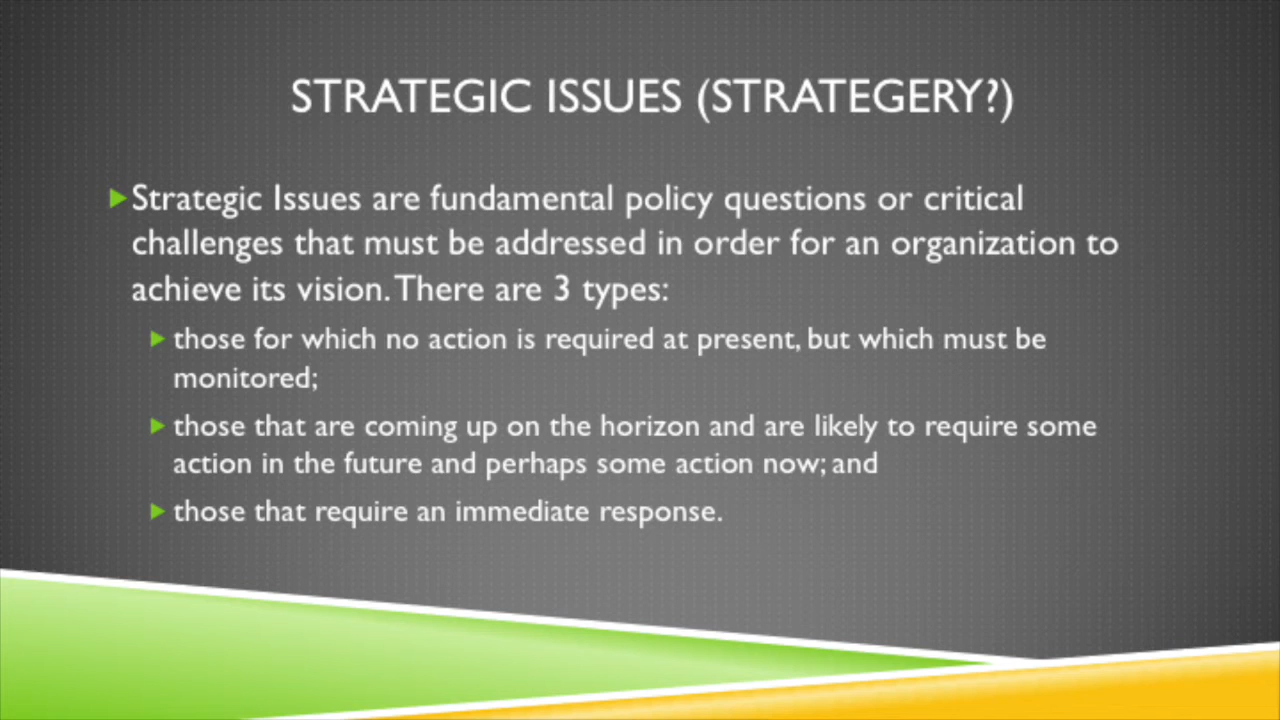 STRATEGIC ISSUES (STRATEGERY?)
Strategic Issues are fundamental policy questions or critical
challenges that must be addressed in order for an organization to
achieve its vision. There are 3 types:
those for which no action is required at present, but which must be
monitored;
those that are coming up on the horizon and are likely to require some
action in the future and perhaps some action now; and
those that require an immediate response.